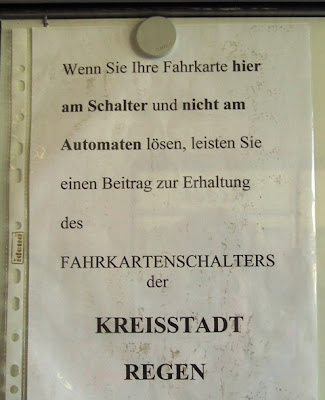 Wenn Sie Ihre Fahrkarte hier
am Schalter und nicht am
Automaten lösen, leisten Sie
einen Beitrag zur Erhaltung
des
FAHRKARTENSCHALTERS
der
KREISSTADT
REGEN
idena